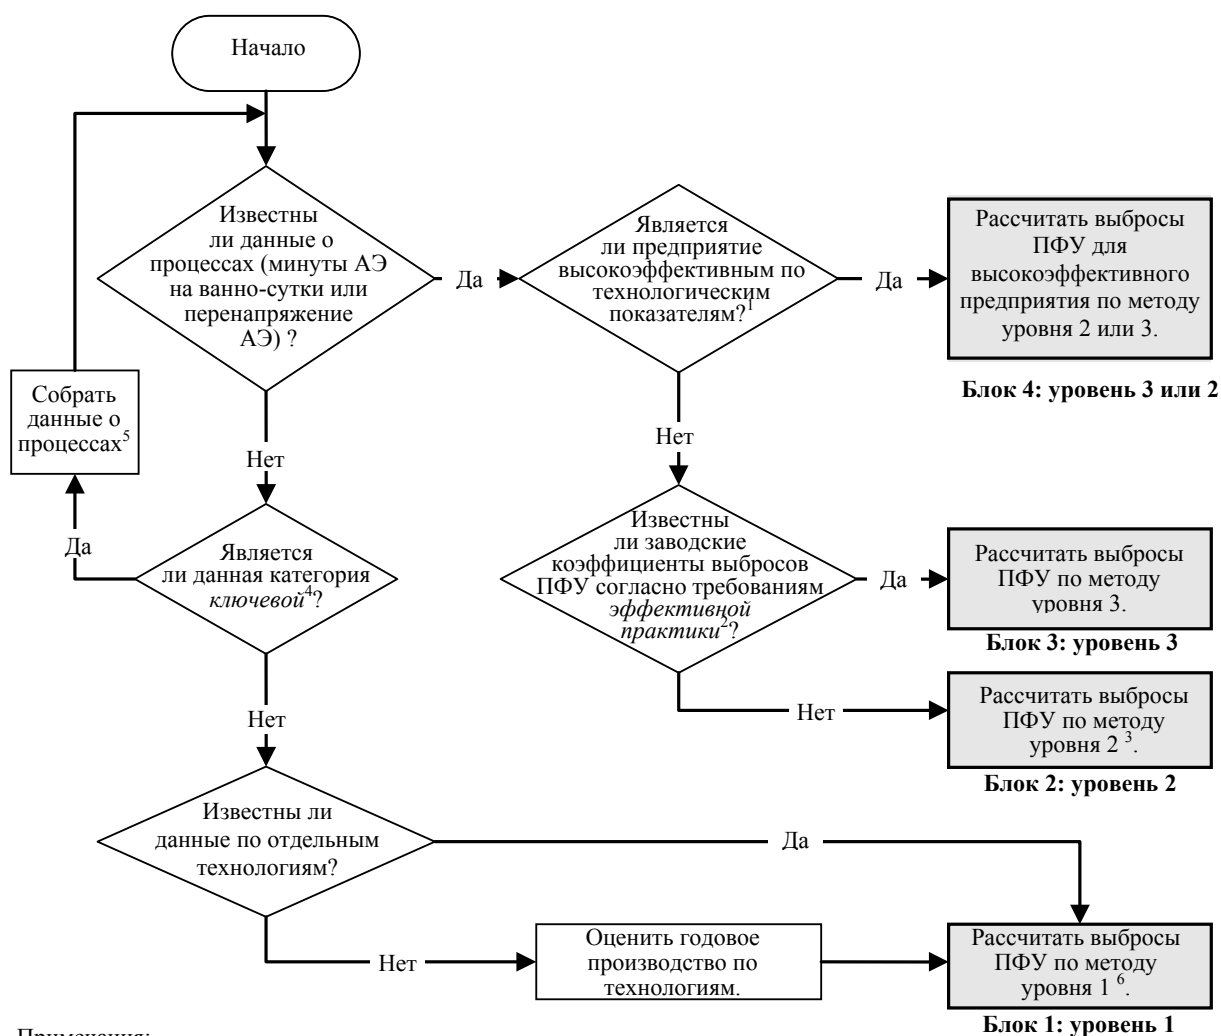 Начало
Известны
ли данные о
процессах (минуты АЭ
на ванно-сутки или
перенапряжение
АЭ) ?
Да
Является
ли предприятие
высокоэффективным по
технологическим
показателям?1
Да
Рассчитать выбросы
ПФУ для
высокоэффективного
предприятия по методу
уровня 2 или 3.
Блок 4: уровень 3 или 2
Собрать
данные о
процессах5
Нет
Нет
Да
Является
ли данная категория
ключевой4?
Известны
ли заводские
коэффициенты выбросов
ПФУ согласно требованиям
эффективной
практики2?
Да
Рассчитать выбросы
ПФУ по методу
уровня 3.
Блок 3: уровень 3
Нет
Нет
Рассчитать выбросы
ПФУ по методу
уровня 2 3.
Блок 2: уровень 2
Известны ли
данные по отдельным
технологиям?
Да
Нет
Оценить годовое
производство по
технологиям.
Рассчитать выбросы
ПФУ по методу
уровня 1 6.
Блок 1: уровень 1
Примечания: